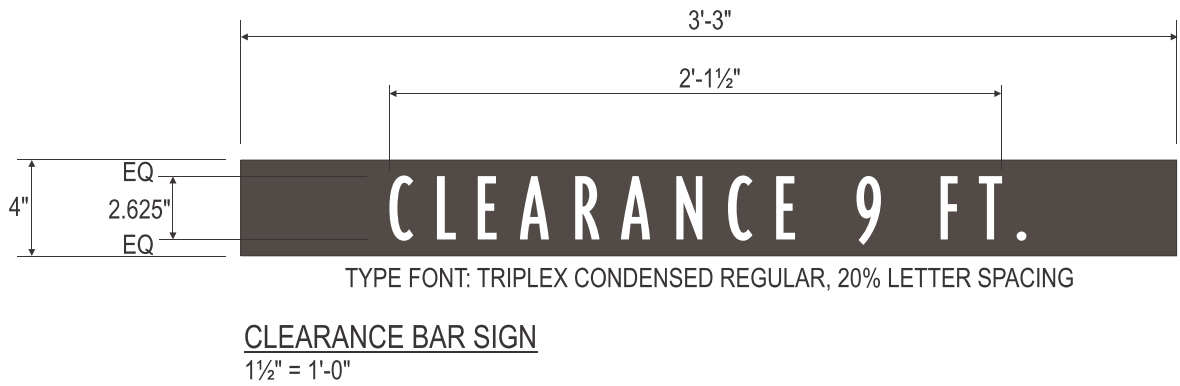 3'-3"
2'-1½"
EQ
4"
2.625"
EQ
CLEARANCE 9 FT.
TYPE FONT: TRIPLEX CONDENSED REGULAR, 20% LETTER SPACING
CLEARANCE BAR SIGN
1½" = 1'-0"